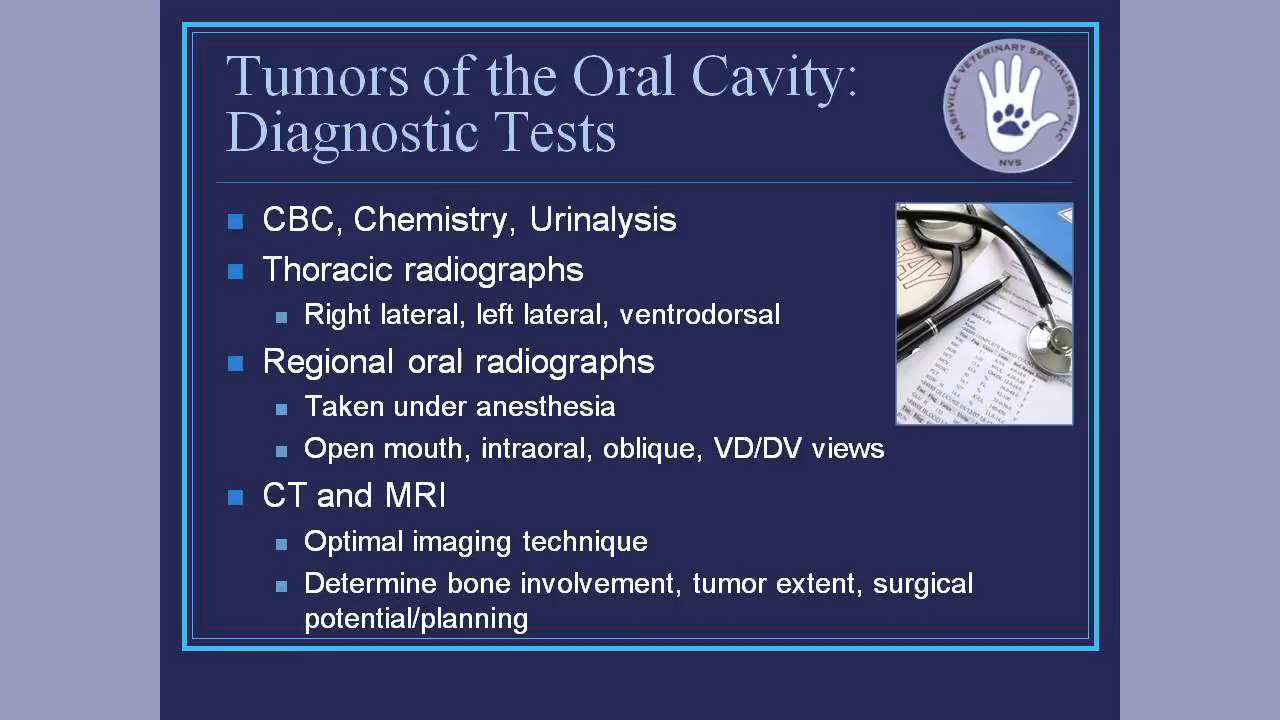 Tumors of the Oral Cavity:
Diagnostic Tests
NASHVILLE VETERINARY SPECIALISTS, PLLC
NVS
CBC, Chemistry, Urinalysis
Thoracic radiographs
Right lateral, left lateral, ventrodorsal
Regional oral radiographs
Taken under anesthesia
Open mouth, intraoral, oblique, VD/DV views
CT and MRI
Optimal imaging technique
Determine bone involvement, tumor extent, surgical
potential/planning